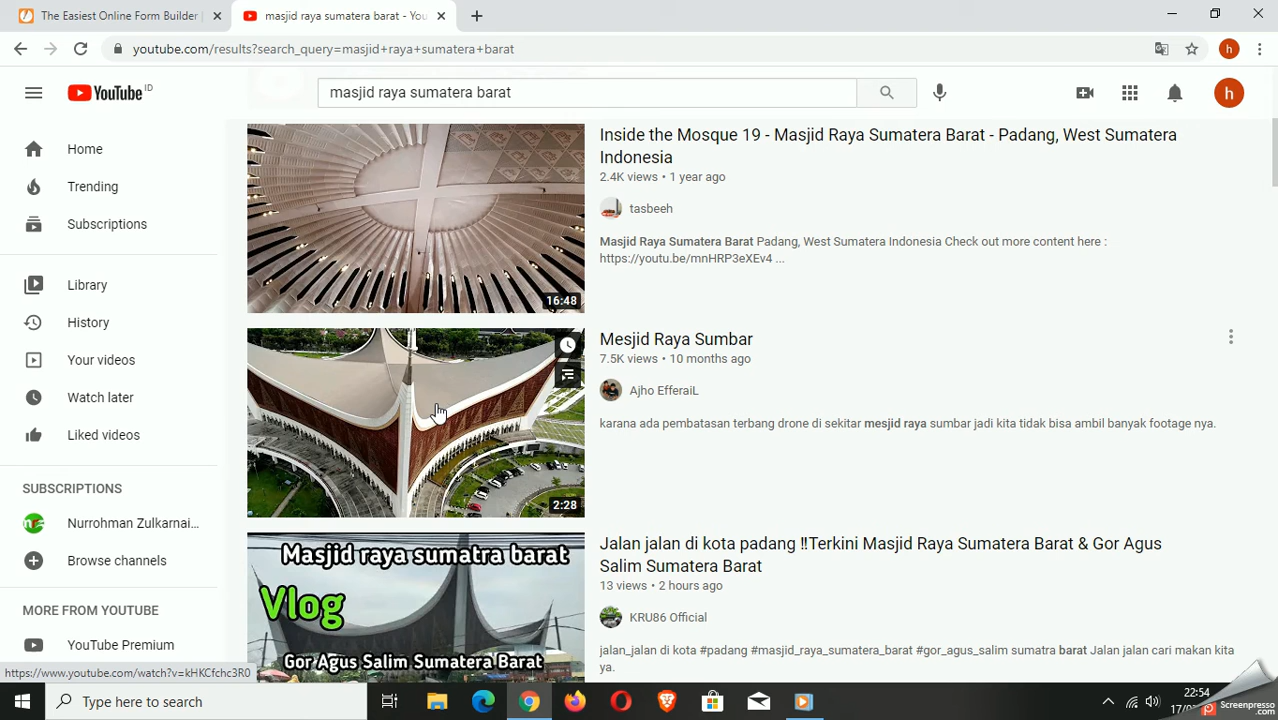 The Easiest Online Form Builder
masjid raya sumatera barat - You
youtube.com/results?search_query=masjid+raya+sumatera+barat
h
YouTube ID
masjid raya sumatera barat
h
Home
Trending
Subscriptions
Library
History
Your videos
Watch later
Liked videos
SUBSCRIPTIONS
Nurrohman Zulkarnai...
Browse channels
MORE FROM YOUTUBE
YouTube Premium
Inside the Mosque 19 - Masjid Raya Sumatera Barat - Padang, West Sumatera
Indonesia
2.4K views • 1 year ago
tasbeeh
Masjid Raya Sumatera Barat Padang, West Sumatera Indonesia Check out more content here :
https://youtu.be/mnHRP3eXEv4 ...
16:48
Mesjid Raya Sumbar
7.5K views • 10 months ago
Ajho EfferaiL
karana ada pembatasan terbang drone di sekitar mesjid raya sumbar jadi kita tidak bisa ambil banyak footage nya.
2:28
Masjid raya sumatra barat
Vlog
Gor Agus Salim Sumatera Barat
Jalan jalan di kota padang ‼Terkini Masjid Raya Sumatera Barat & Gor Agus
Salim Sumatera Barat
13 views • 2 hours ago
KRU86 Official
jalan_jalan di kota #padang #masjid_raya_sumatera_barat #gor_agus_salim sumatra barat Jalan jalan cari makan kita
ya.
https://www.youtube.com/watch?v=kHKCfchc3R0
Type here to search
22:54
17/0
Screenpresso
.com